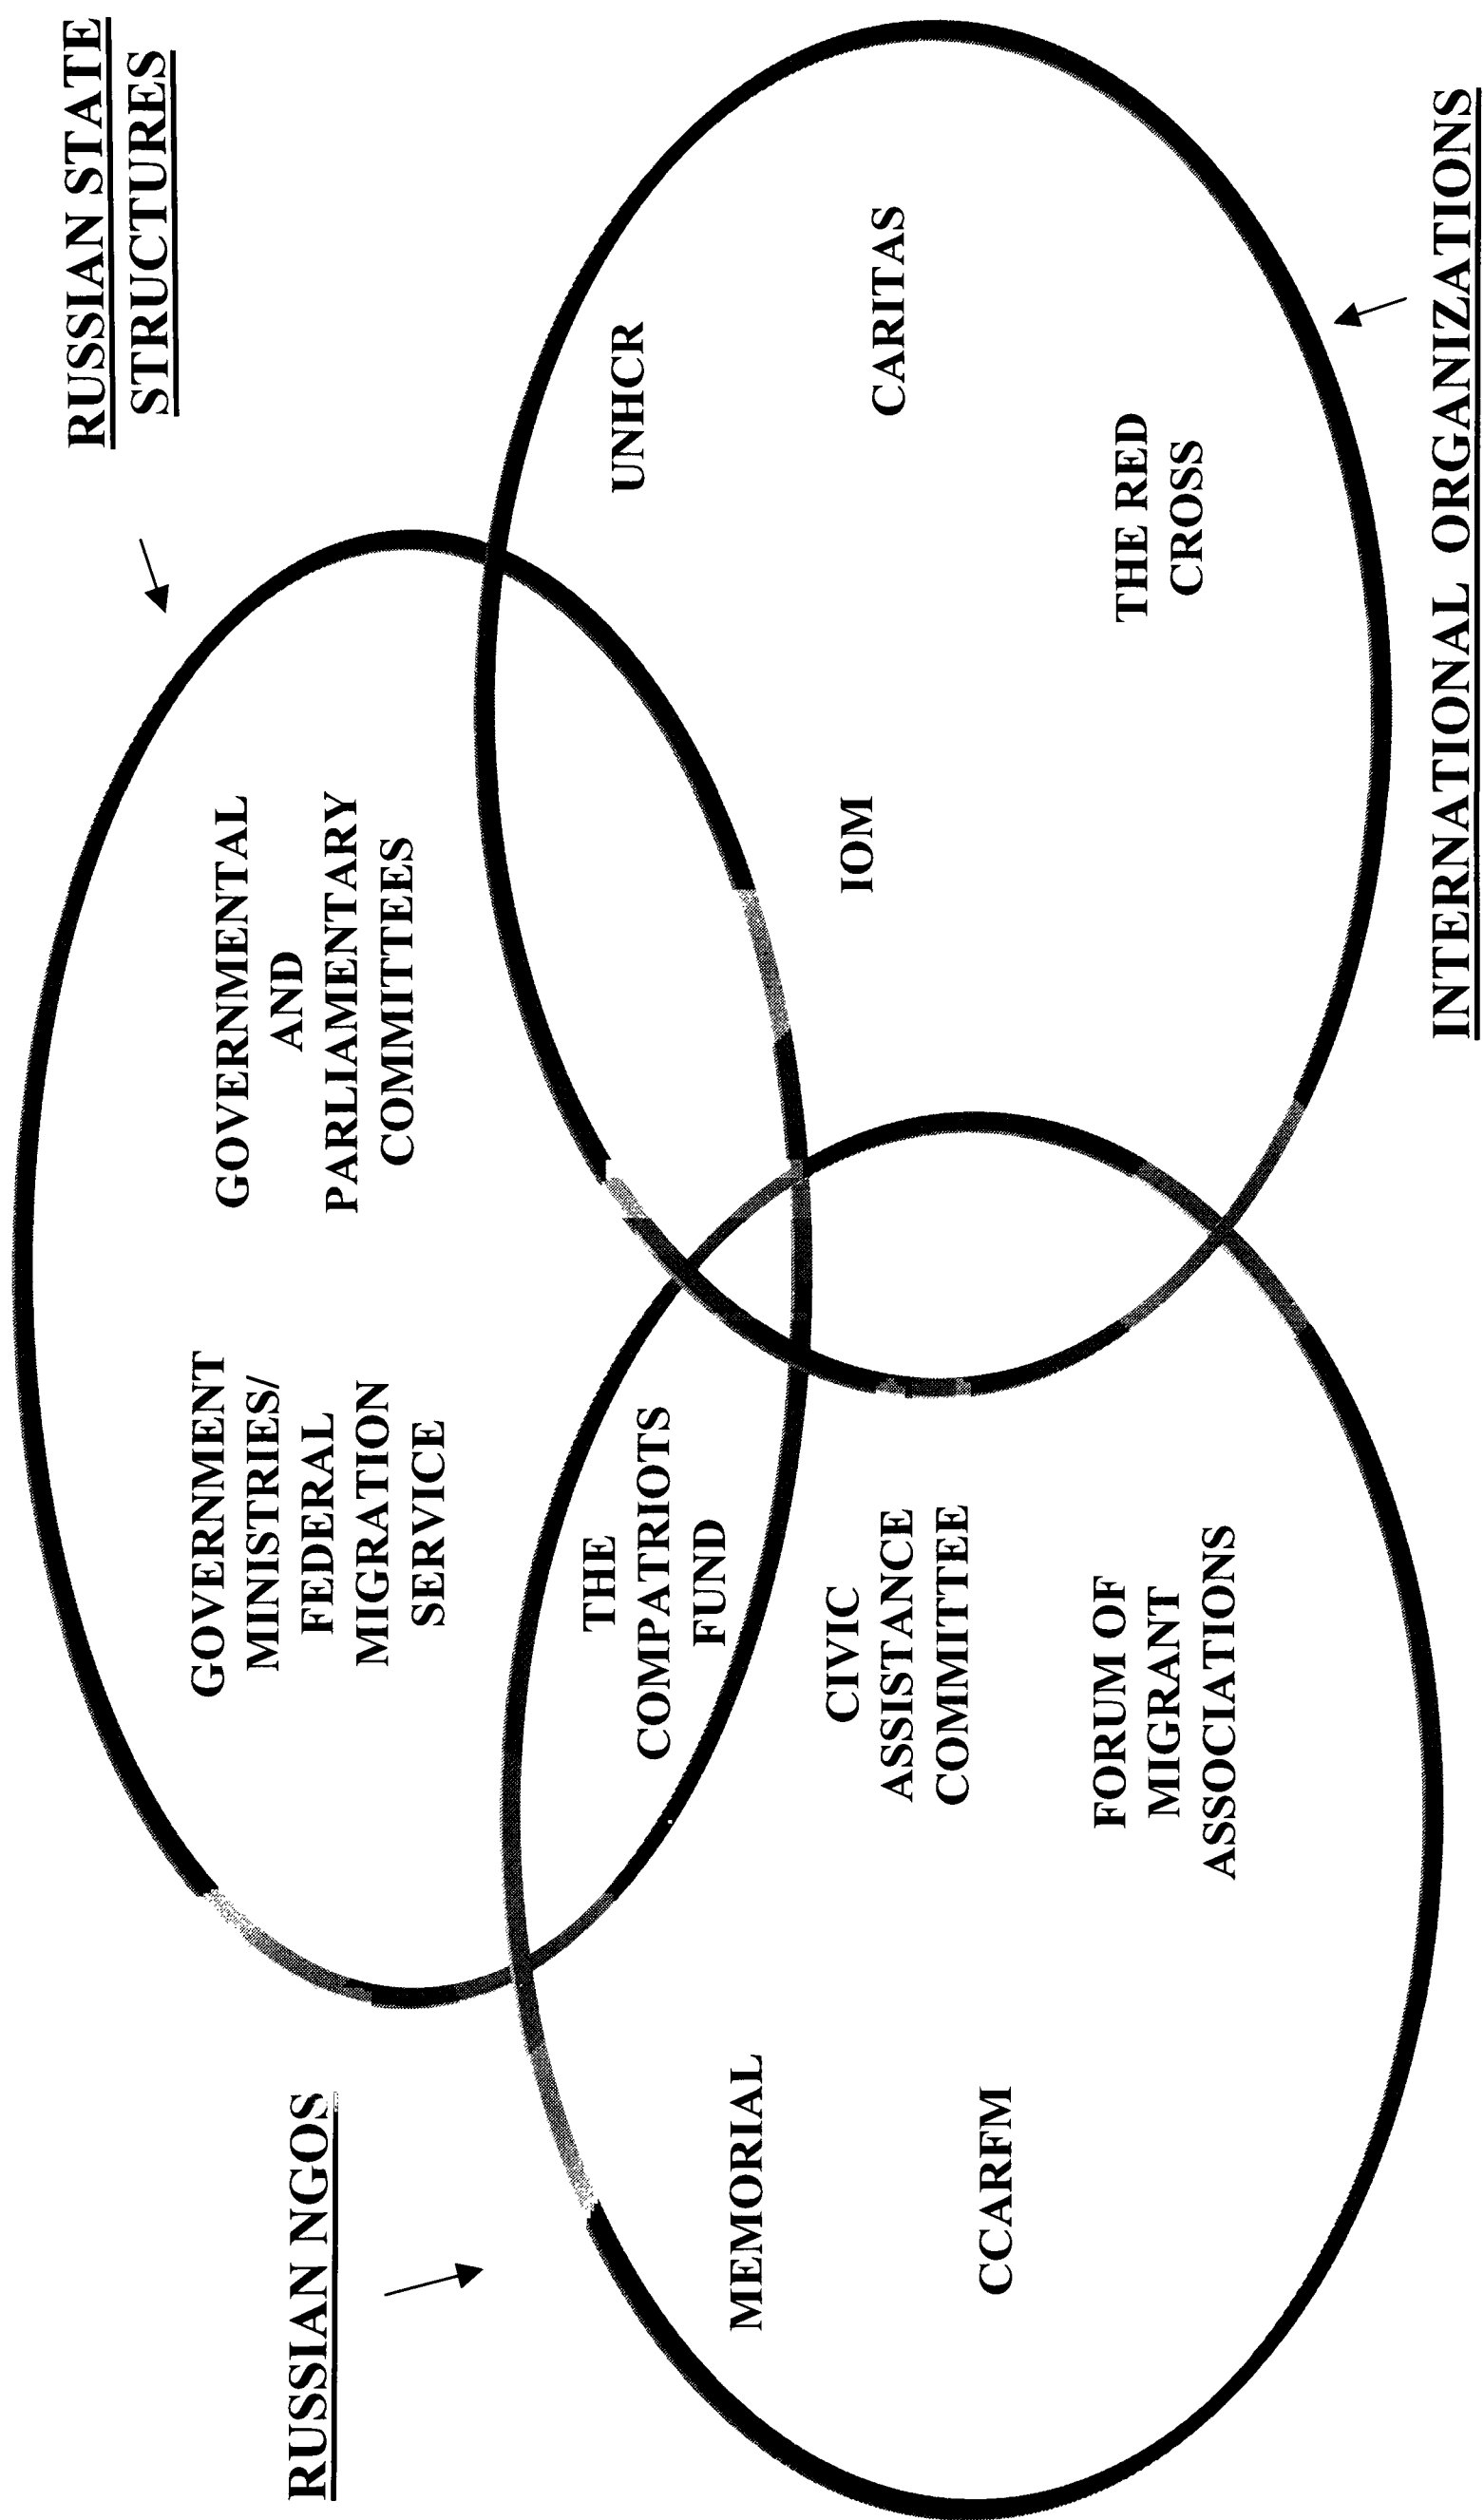 RUSSIAN STATE
STRUCTURES
RUSSIAN NGOS
GOVERNMENT
MINISTRIES/
FEDERAL
MIGRATION
SERVICE
GOVERNMENTAL
AND
PARLIAMENTARY
COMMITTEES
THE
COMPATRIOTS
FUND
UNHCR
MEMORIAL
CIVIC
ASSISTANCE
COMMITTEE
IOM
CARITAS
CCARFM
FORUM OF
MIGRANT
ASSOCIATIONS
THE RED
CROSS
INTERNATIONAL ORGANIZATIONS